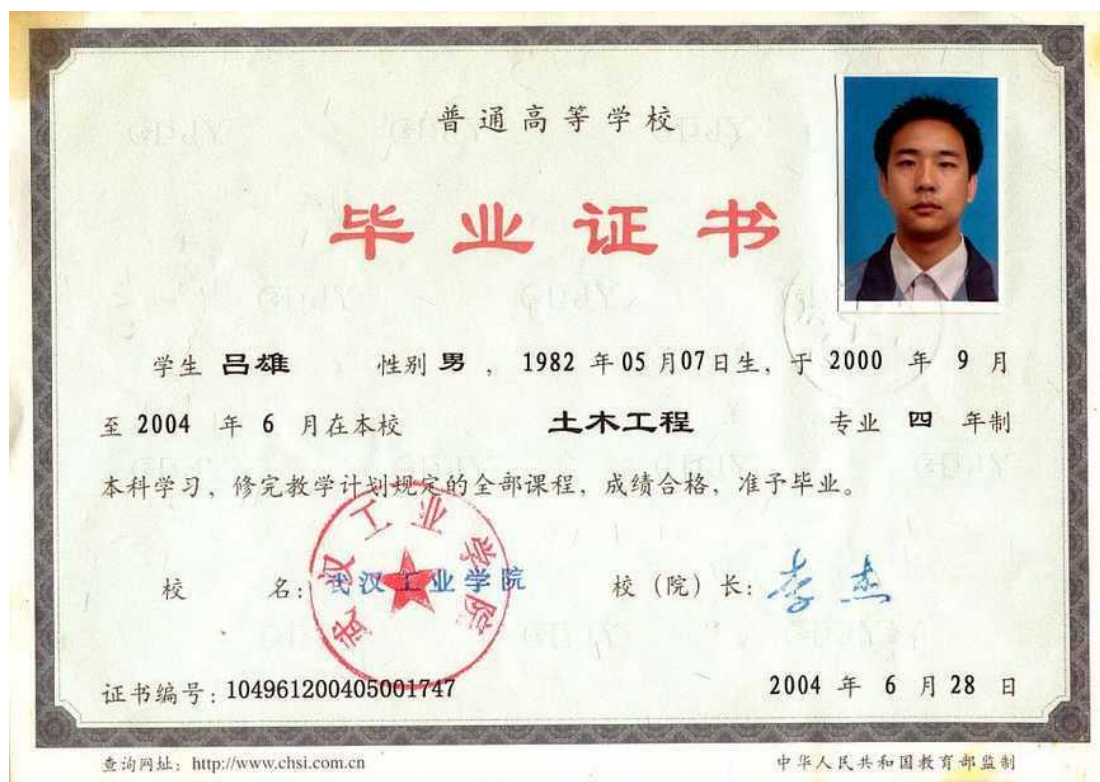 普通高等学校
毕业证书
学生 吕雄 性别 男 ， 1982 年 05 月 07 日生，于 2000 年 9 月
至 2004 年 6 月在本校 土木工程 专业 四 年制
本科学习，修完教学计划规定的全部课程，成绩合格，准予毕业。
武汉工业学院
校 名：武汉工业学院 校（院）长：李杰
证书编号：104961200405001747 2004 年 6 月 28 日
查询网址：http://www.chsi.com.cn 中华人民共和国教育部监制